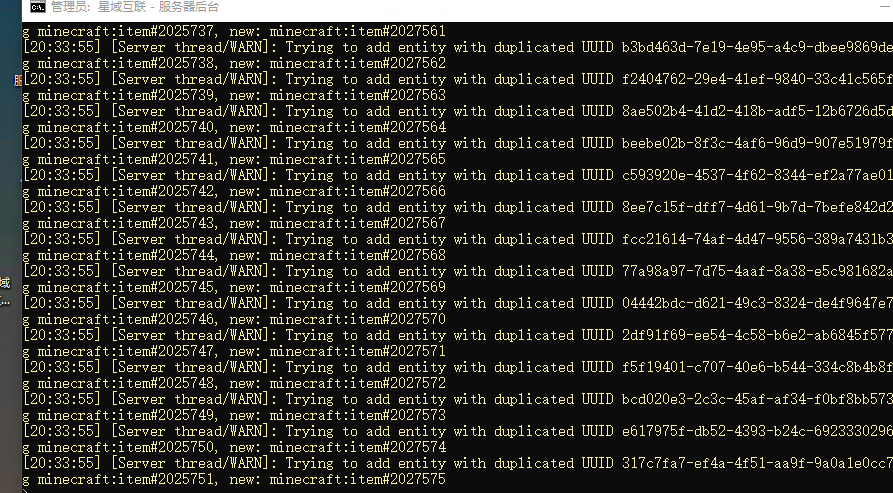 管理员: 星域互联 - 服务器后台
g minecraft:item#2025737, new: minecraft:item#2027561
[20:33:55] [Server thread/WARN]: Trying to add entity with duplicated UUID b3bd463d-7e19-4e95-a4c9-dbee9869de
g minecraft:item#2025738, new: minecraft:item#2027562
[20:33:55] [Server thread/WARN]: Trying to add entity with duplicated UUID f2404762-29e4-41ef-9840-33c41c565f
g minecraft:item#2025739, new: minecraft:item#2027563
[20:33:55] [Server thread/WARN]: Trying to add entity with duplicated UUID 8ae502b4-41d2-418b-adf5-12b6726d5d
g minecraft:item#2025740, new: minecraft:item#2027564
[20:33:55] [Server thread/WARN]: Trying to add entity with duplicated UUID beebe02b-8f3c-4af6-96d9-907e51979f
g minecraft:item#2025741, new: minecraft:item#2027565
[20:33:55] [Server thread/WARN]: Trying to add entity with duplicated UUID c593920e-4537-4f62-8344-ef2a77ae01
g minecraft:item#2025742, new: minecraft:item#2027566
[20:33:55] [Server thread/WARN]: Trying to add entity with duplicated UUID 8ee7c15f-dff7-4d61-9b7d-7befe842d2
g minecraft:item#2025743, new: minecraft:item#2027567
[20:33:55] [Server thread/WARN]: Trying to add entity with duplicated UUID fcc21614-74af-4d47-9556-389a7431b3
g minecraft:item#2025744, new: minecraft:item#2027568
[20:33:55] [Server thread/WARN]: Trying to add entity with duplicated UUID 77a98a97-7d75-4aaf-8a38-e5c981682a
g minecraft:item#2025745, new: minecraft:item#2027569
[20:33:55] [Server thread/WARN]: Trying to add entity with duplicated UUID 04442bdc-d621-49c3-8324-de4f9647e7
g minecraft:item#2025746, new: minecraft:item#2027570
[20:33:55] [Server thread/WARN]: Trying to add entity with duplicated UUID 2df91f69-ee54-4c58-b6e2-ab6845f577
g minecraft:item#2025747, new: minecraft:item#2027571
[20:33:55] [Server thread/WARN]: Trying to add entity with duplicated UUID f5f19401-c707-40e6-b544-334c8b4b8f
g minecraft:item#2025748, new: minecraft:item#2027572
[20:33:55] [Server thread/WARN]: Trying to add entity with duplicated UUID bcd020e3-2c3c-45af-af34-f0bf8bb573
g minecraft:item#2025749, new: minecraft:item#2027573
[20:33:55] [Server thread/WARN]: Trying to add entity with duplicated UUID e617975f-db52-4393-b24c-6923330296
g minecraft:item#2025750, new: minecraft:item#2027574
[20:33:55] [Server thread/WARN]: Trying to add entity with duplicated UUID 317c7fa7-ef4a-4f51-aa9f-9a0a1e0cc7
g minecraft:item#2025751, new: minecraft:item#2027575